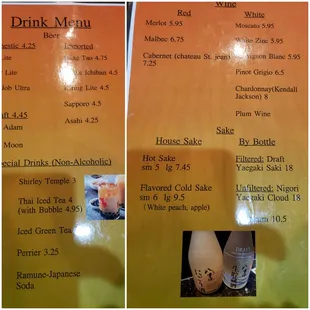 Drink Menu
Beer
mestic 4.25
Imported
Tsing Tao 4.75
Lite
Ichiban 4.5
Job Ultra
Kirin Lite 4.5
Sapporo 4.5
Asahi 4.25
aft 4.45
Adam
Moon
pecial Drinks (Non-Alcoholic)
Shirley Temple 3
Thai Iced Tea 4
(with Bubble 4.95)
Iced Green Tea
Perrier 3.25
Ramune-Japanese
Soda
Wine
Red
Merlot 5.95
Malbec 6.75
Cabernet (chateau St. jean)
7.25
White
Moscato 5.95
Zinc 5.95
Blanc 5.95
Pinot Grigio 6.5
Chardonnay(Kendall
Jackson) 8
Plum Wine
Sake
House Sake
Hot Sake
sm 5 lg 7.45
Flavored Cold Sake
sm 6 lg 9.5
(White peach, apple)
By Bottle
Filtered: Draft
Yaegaki Saki 18
Unfiltered: Nigori
Yaegaki Cloud 18
10.5